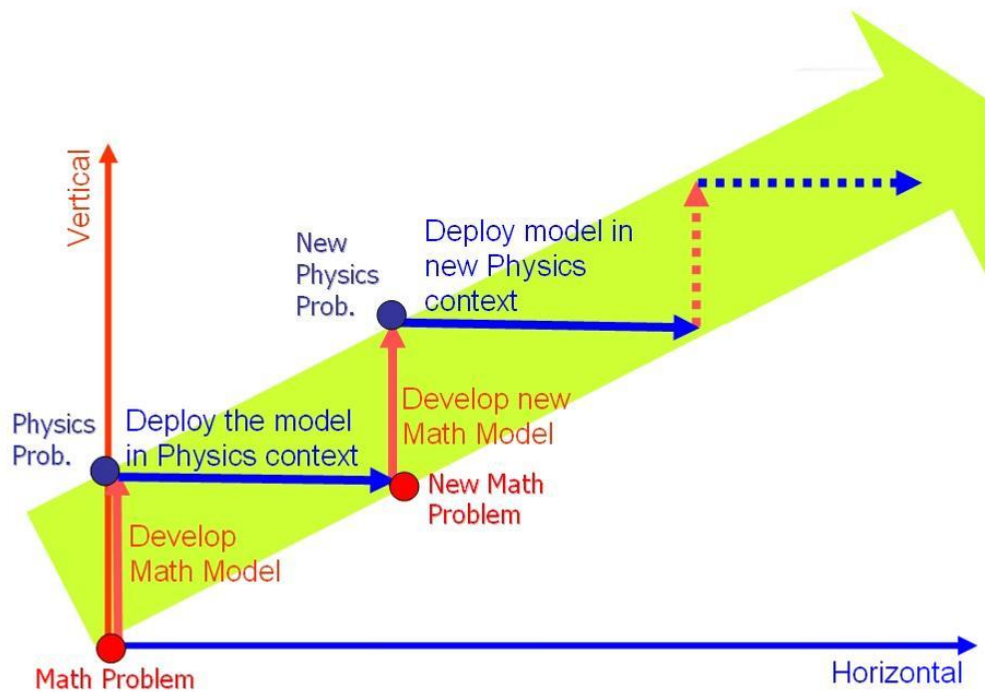 Vertical
New
Physics
Prob.
Deploy model in
new Physics
context
Physics
Prob.
Deploy the model
in Physics context
Develop new
Math Model
New Math
Problem
Develop
Math Model
Math Problem
Horizontal